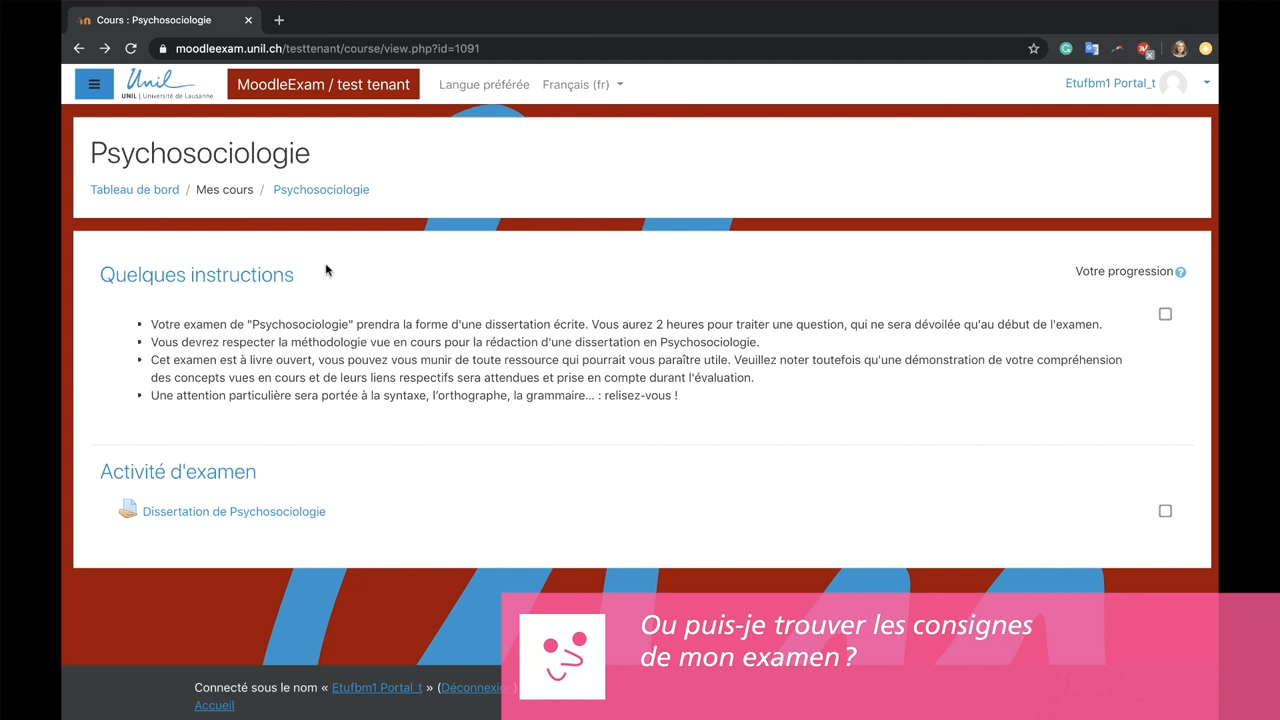 Cours : Psychosociologie
moodleexam.unil.ch/testtenant/course/view.php?id=1091
Unil
UNIL | Université de Lausanne
MoodleExam / test tenant
Langue préférée
Français (fr)
Etufbm1 Portal_t
Psychosociologie
Tableau de bord / Mes cours / Psychosociologie
Quelques instructions
Votre progression
• Votre examen de "Psychosociologie" prendra la forme d'une dissertation écrite. Vous aurez 2 heures pour traiter une question, qui ne sera dévoilée qu'au début de l'examen.
• Vous devrez respecter la méthodologie vue en cours pour la rédaction d'une dissertation en Psychosociologie.
• Cet examen est à livre ouvert, vous pouvez vous munir de toute ressource qui pourrait vous paraître utile. Veuillez noter toutefois qu'une démonstration de votre compréhension
des concepts vues en cours et de leurs liens respectifs sera attendues et prise en compte durant l'évaluation.
• Une attention particulière sera portée à la syntaxe, l'orthographe, la grammaire... : relisez-vous !
Activité d'examen
Dissertation de Psychosociologie
Ou puis-je trouver les consignes
de mon examen ?
Connecté sous le nom « Etufbm1 Portal_t » (Déconnexion)
Accueil